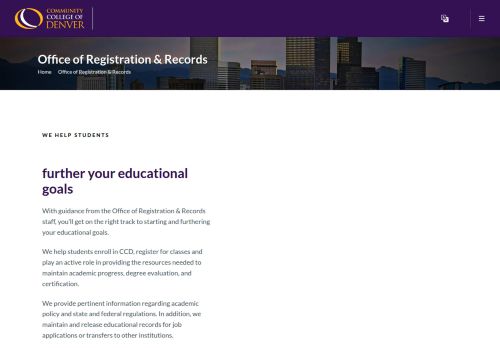 COMMUNITY
COLLEGE OF
DENVER
Office of Registration & Records
Home Office of Registration & Records
WE HELP STUDENTS
further your educational
goals
With guidance from the Office of Registration & Records
staff, you'll get on the right track to starting and furthering
your educational goals.
We help students enroll in CCD, register for classes and
play an active role in providing the resources needed to
maintain academic progress, degree evaluation, and
certification.
We provide pertinent information regarding academic
policy and state and federal regulations. In addition, we
maintain and release educational records for job
applications or transfers to other institutions.